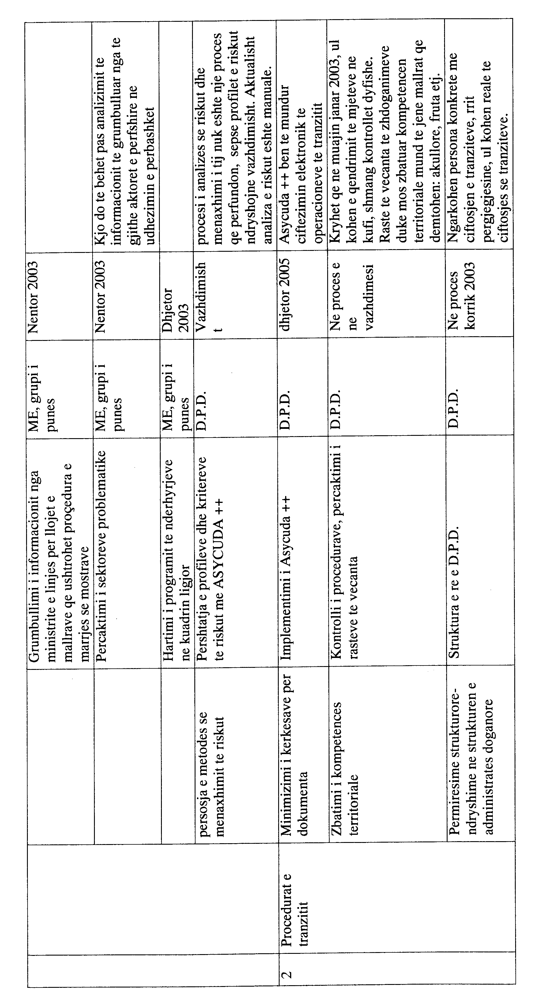 Grumbullimi i informacionit nga
ministrite e linjes per llojet e
mallrave qe ushtrohet proçedura e
marrjes se mostrave
ME, grupi i
punes
Nentor 2003
Percaktimi i sektoreve problematike
ME, grupi i
punes
Nentor 2003
Kjo do te behet pas analizimit te
informacionit te grumbulluar nga te
gjithe aktoret e perfshire ne
udhezimin e perbashket
Hartimi i programit te nderhyrjeve
ne kuadrin ligjor
ME, grupi i
punes
Dhjetor
2003
persosja e metodes se
menaxhimit te riskut
Pershtatja e profileve dhe kritereve
te riskut me ASYCUDA ++
D.P.D.
Vazhdimish
t
procesi i analizes se riskut dhe
menaxhimi i tij nuk eshte nje proces
qe perfundon, sepse profilet e riskut
ndryshojne vazhdimisht. Aktualisht
analiza e riskut eshte manuale.
2
Procedurat e
tranzitit
Minimizimi i kerkesave per
dokumenta
Implementimi i Asycuda ++
D.P.D.
dhjetor 2005
Asycuda ++ ben te mundur
ciftezimin elektronik te
operacioneve te tranzitit
Zbatimi i kompetences
territoriale
Kontrolli i procedurave, percaktimi i
rasteve te vecanta
D.P.D.
Ne proces e
ne
vazhdimesi
Kryhet qe ne muajin janar 2003, ul
kohen e qendrimit te mjeteve ne
kufi, shmang kontrollet dyfishe.
Raste te vecanta te zhdoganimeve
duke mos zbatuar kompetencen
territoriale mund te jene mallrat qe
demtohen: akullore, fruta etj.
Permiresime strukturore-
ndryshime ne strukturen e
administrates doganore
Struktura e re e D.P.D.
D.P.D.
Ne proces
korrik 2003
Ngarkohen persona konkrete me
ciftosjen e tranziteve, rrit
pergjegjesine, ul kohen reale te
ciftosjes se tranziteve.